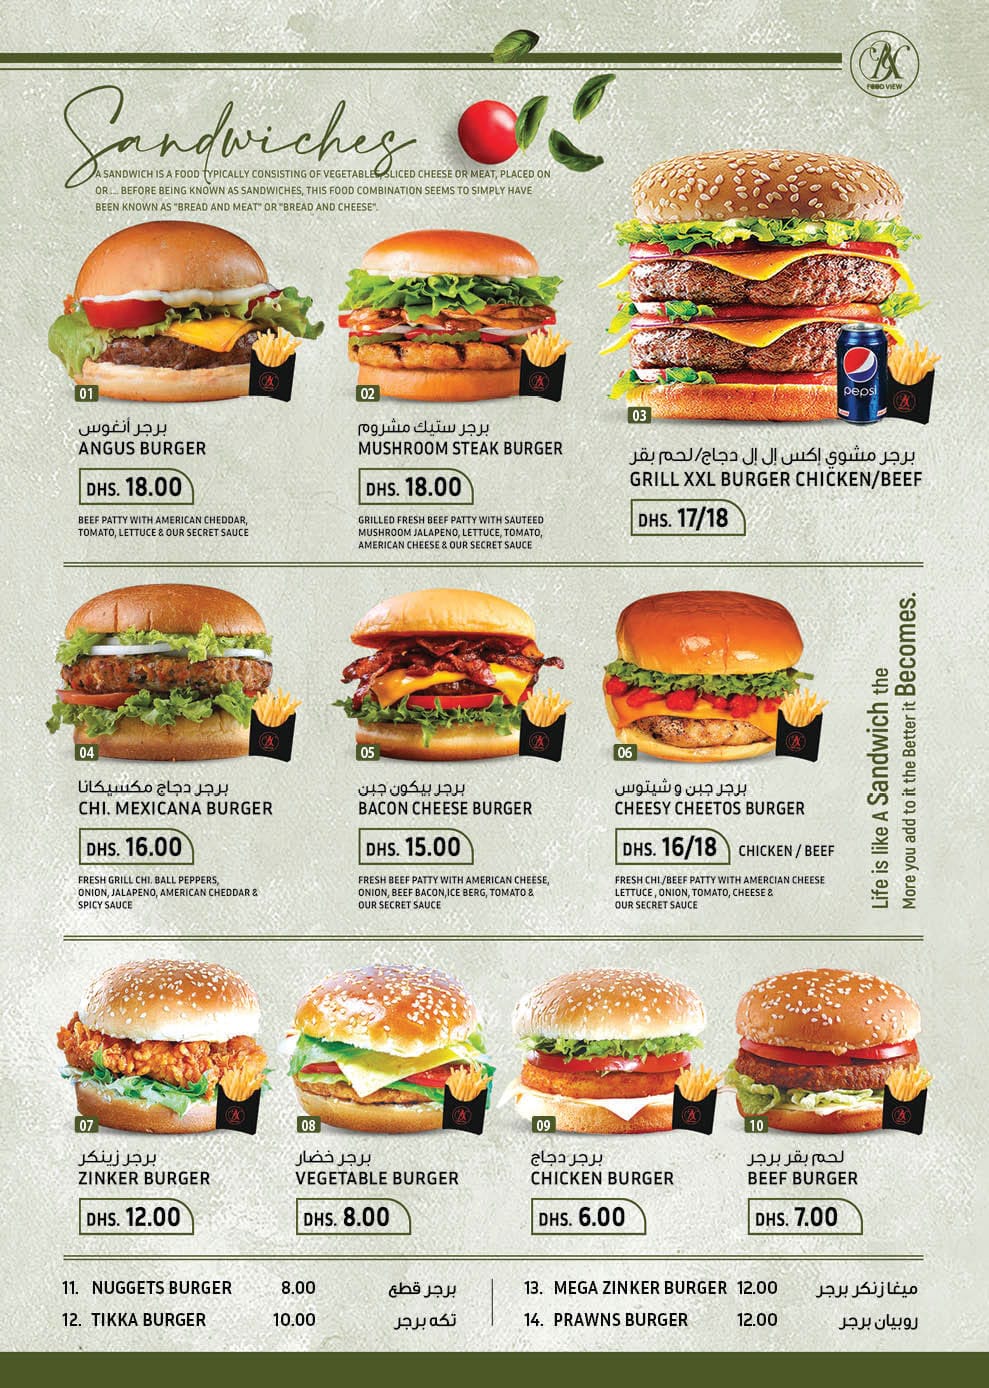 FOOD VIEW
Sandwiches
A SANDWICH IS A FOOD TYPICALLY CONSISTING OF VEGETABLES, SLICED CHEESE OR MEAT, PLACED ON
OR.... BEFORE BEING KNOWN AS SANDWICHES, THIS FOOD COMBINATION SEEMS TO SIMPLY HAVE
BEEN KNOWN AS "BREAD AND MEAT" OR "BREAD AND CHEESE".
01
برجر أنغوس
ANGUS BURGER
DHS. 18.00
BEEF PATTY WITH AMERICAN CHEDDAR,
TOMATO, LETTUCE & OUR SECRET SAUCE
02
برجر ستيك مشروم
MUSHROOM STEAK BURGER
DHS. 18.00
GRILLED FRESH BEEF PATTY WITH SAUTEED
MUSHROOM JALAPENO, LETTUCE, TOMATO,
AMERICAN CHEESE & OUR SECRET SAUCE
pepsi
03
برجر مشوي إكس إل إل دجاج/لحم بقر
GRILL XXL BURGER CHICKEN/BEEF
DHS. 17/18
04
برجر دجاج مكسيكانا
CHI. MEXICANA BURGER
DHS. 16.00
FRESH GRILL CHI. BALL PEPPERS,
ONION, JALAPENO, AMERICAN CHEDDAR &
SPICY SAUCE
05
برجر بيكون جبن
BACON CHEESE BURGER
DHS. 15.00
FRESH BEEF PATTY WITH AMERICAN CHEESE,
ONION, BEEF BACON,ICE BERG, TOMATO &
OUR SECRET SAUCE
06
برجر جبن و شيتوس
CHEESY CHEETOS BURGER
DHS. 16/18 CHICKEN / BEEF
FRESH CHI./BEEF PATTY WITH AMERCIAN CHEESE
LETTUCE , ONION, TOMATO, CHEESE &
OUR SECRET SAUCE
Life is like A Sandwich the
More you add to it the Better it Becomes.
07
برجر زينكر
ZINKER BURGER
DHS. 12.00
08
برجر خضار
VEGETABLE BURGER
DHS. 8.00
09
برجر دجاج
CHICKEN BURGER
DHS. 6.00
10
لحم بقر برجر
BEEF BURGER
DHS. 7.00
11. NUGGETS BURGER 8.00 برجر قطع
12. TIKKA BURGER 10.00 تكه برجر
13. MEGA ZINKER BURGER 12.00 ميغا زنكر برجر
14. PRAWNS BURGER 12.00 روبيان برجر